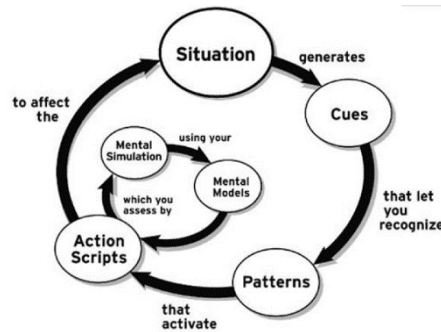 Situation
generates
Cues
that let
you
recognize
Patterns
that
activate
Action
Scripts
which you
assess by
Mental
Simulation
using your
Mental
Models
to affect
the